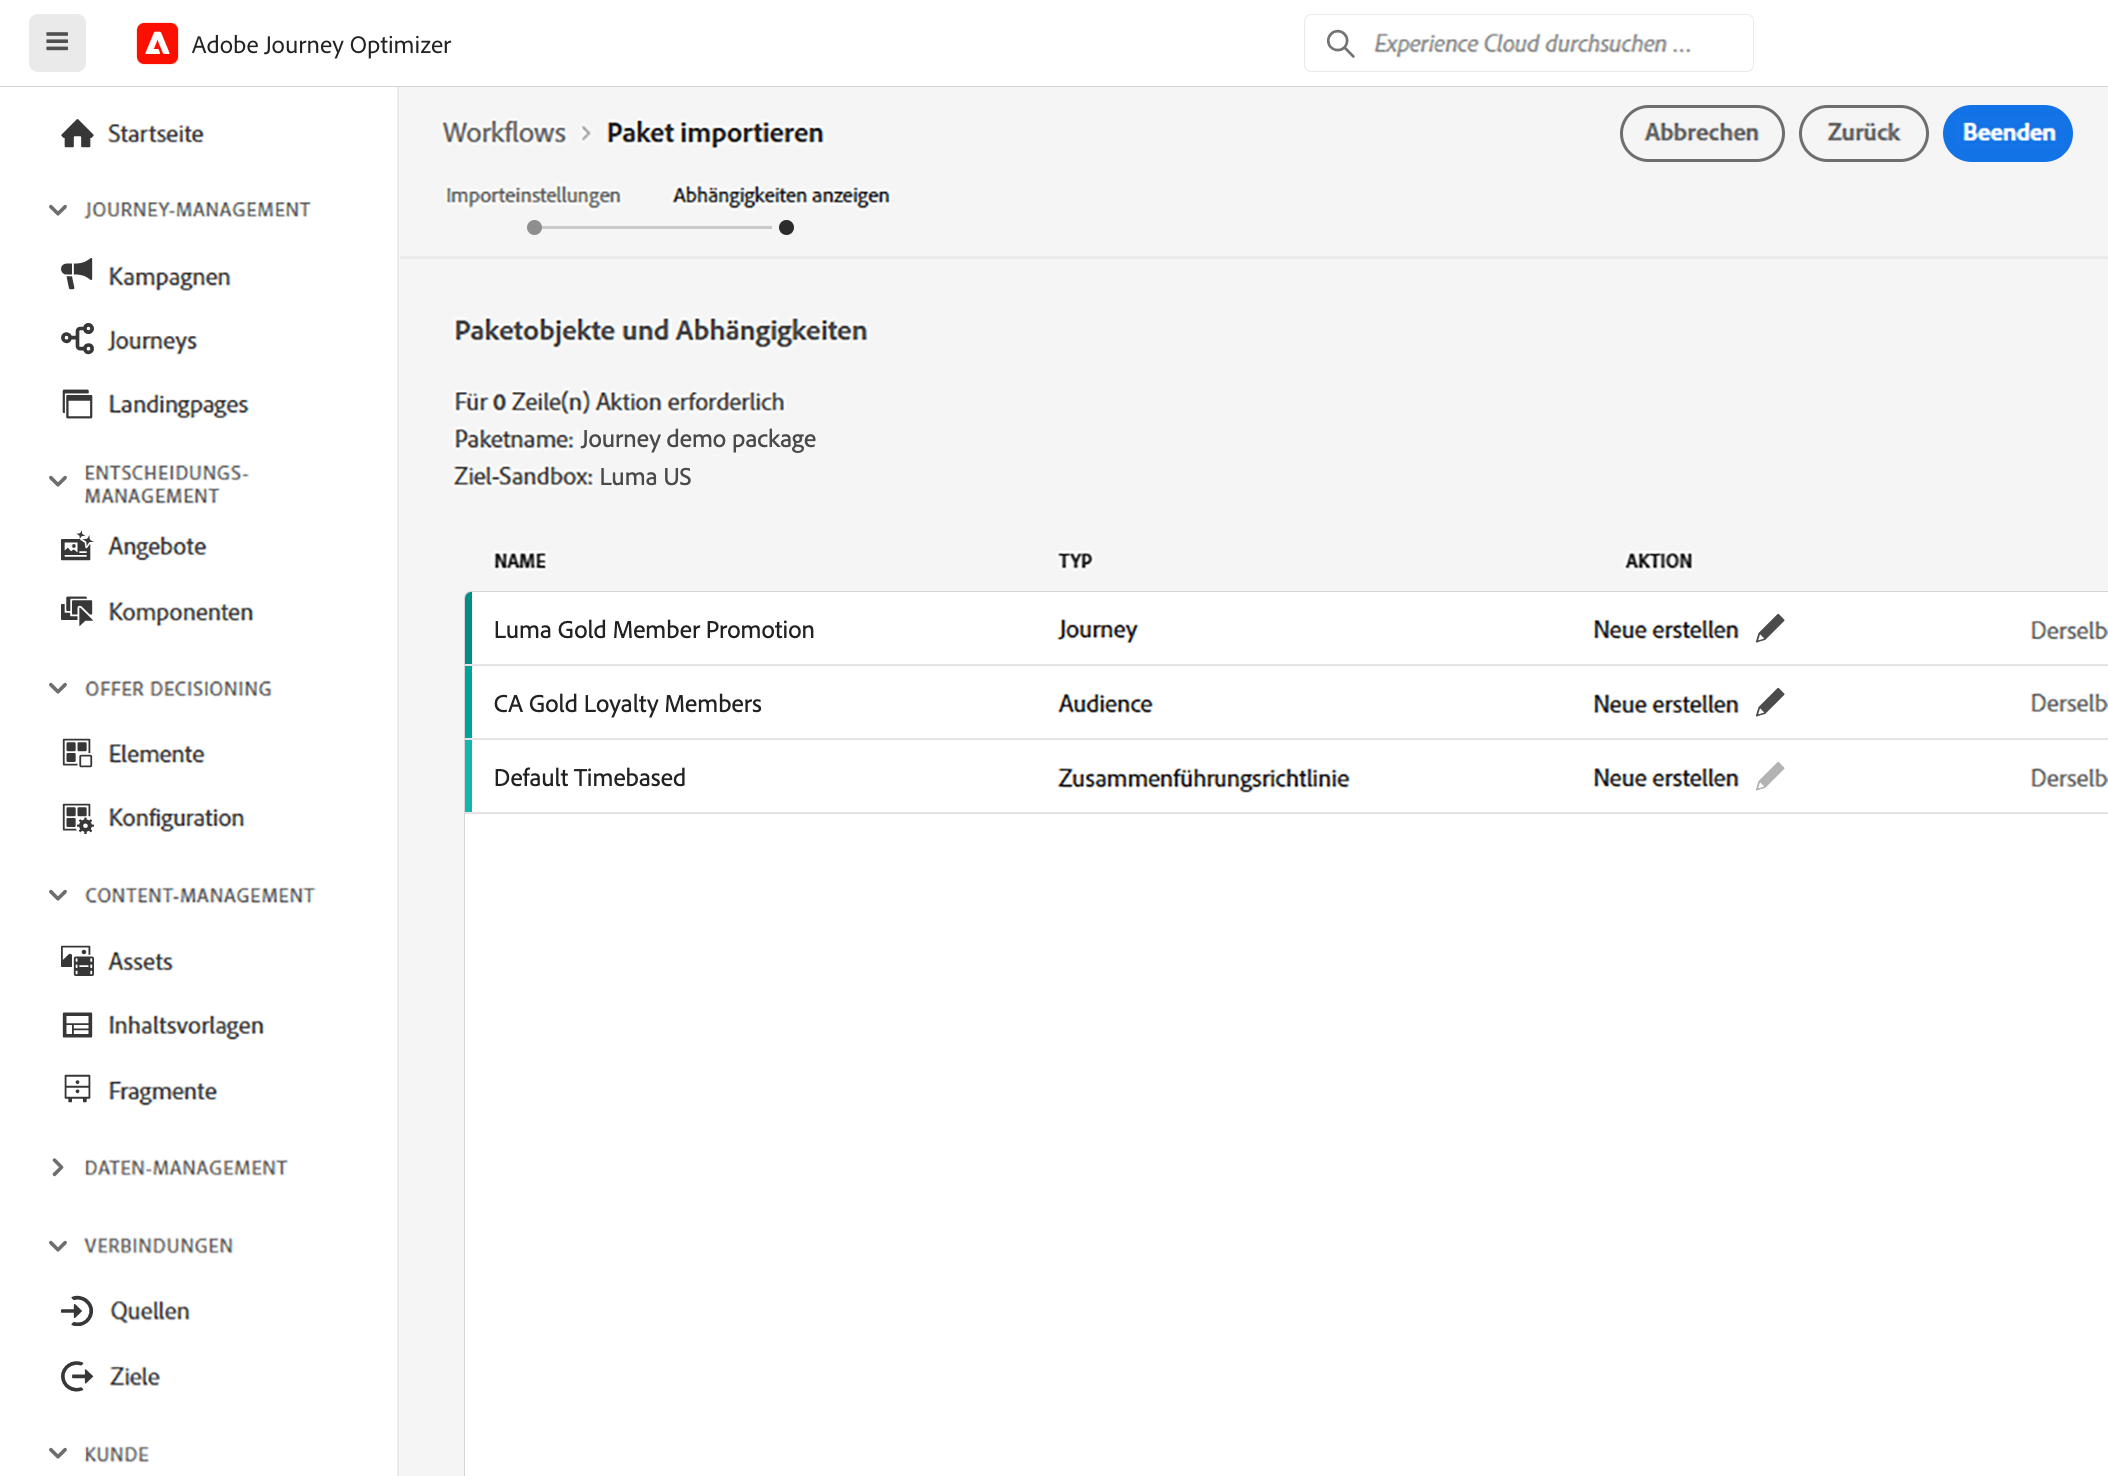 Adobe Journey Optimizer
Experience Cloud durchsuchen ...
Startseite
JOURNEY-MANAGEMENT
Kampagnen
Journeys
Landingpages
ENTSCHEIDUNGS-
MANAGEMENT
Angebote
Komponenten
OFFER DECISIONING
Elemente
Konfiguration
CONTENT-MANAGEMENT
Assets
Inhaltsvorlagen
Fragmente
DATEN-MANAGEMENT
VERBINDUNGEN
Quellen
Ziele
KUNDE
Workflows > Paket importieren
Abbrechen
Zurück
Beenden
Importeinstellungen
Abhängigkeiten anzeigen
Paketobjekte und Abhängigkeiten
Für 0 Zeile(n) Aktion erforderlich
Paketname: Journey demo package
Ziel-Sandbox: Luma US
NAME TYP AKTION
Luma Gold Member Promotion Journey Neue erstellen Derselb
CA Gold Loyalty Members Audience Neue erstellen Derselb
Default Timebased Zusammenführungsrichtlinie Neue erstellen Derselb